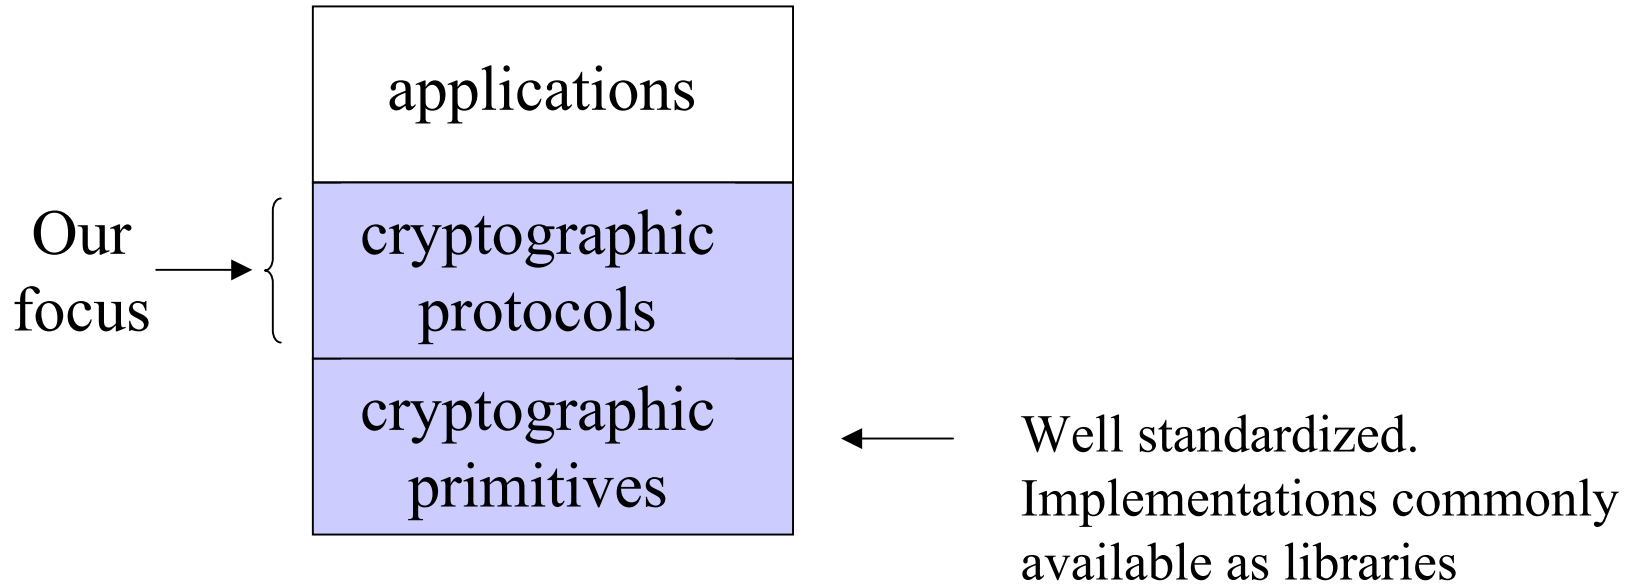 applications
Our
focus
cryptographic
protocols
cryptographic
primitives
Well standardized.
Implementations commonly
available as libraries